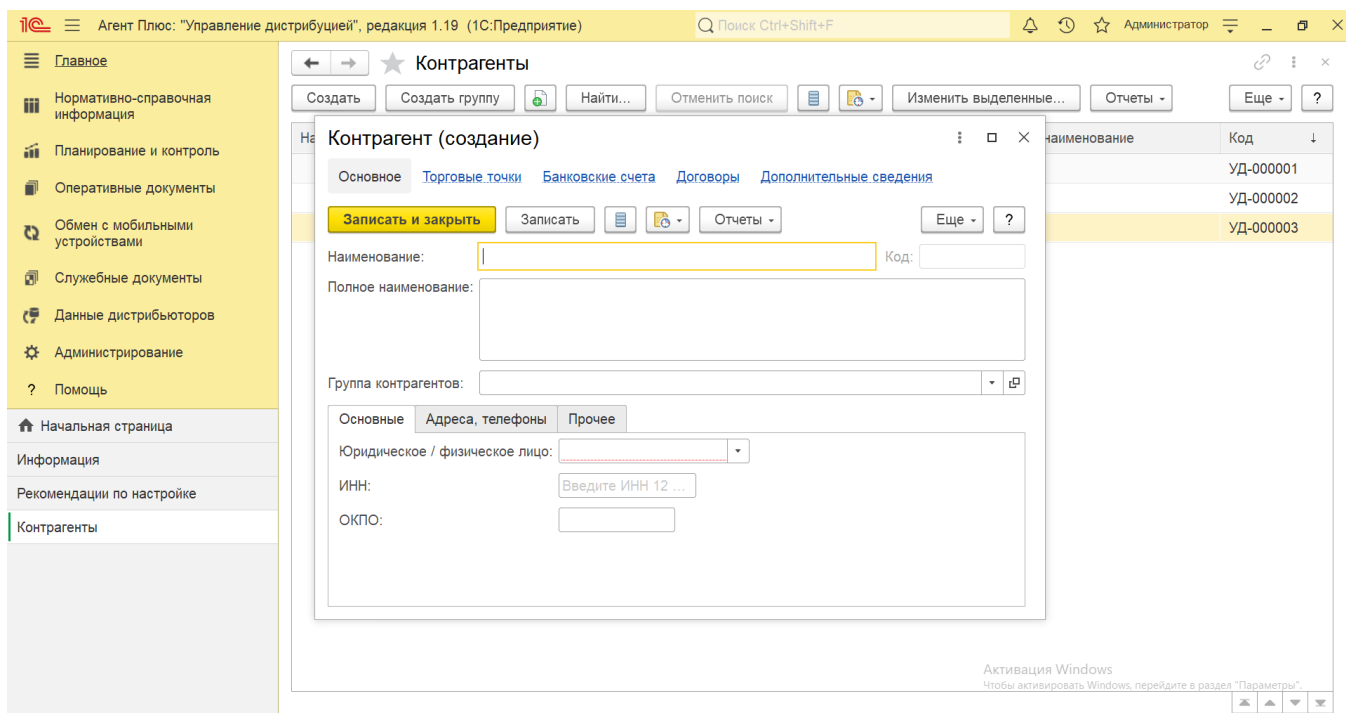 1С Агент Плюс: "Управление дистрибуцией", редакция 1.19 (1С:Предприятие) Поиск Ctrl+Shift+F Администратор
Главное
Нормативно-справочная
информация
Планирование и контроль
Оперативные документы
Обмен с мобильными
устройствами
Служебные документы
Данные дистрибьюторов
Администрирование
? Помощь
Начальная страница
Информация
Рекомендации по настройке
Контрагенты
Контрагенты
Создать Создать группу Найти... Отменить поиск Изменить выделенные... Отчеты Еще ?
На наименование Код ↓
УД-000001
УД-000002
УД-000003
Контрагент (создание)
Основное Торговые точки Банковские счета Договоры Дополнительные сведения
Записать и закрыть Записать Отчеты Еще ?
Наименование: Код:
Полное наименование:
Группа контрагентов:
Основные Адреса, телефоны Прочее
Юридическое / физическое лицо:
ИНН: Введите ИНН 12 ...
ОКПО:
Активация Windows
Чтобы активировать Windows, перейдите в раздел "Параметры".